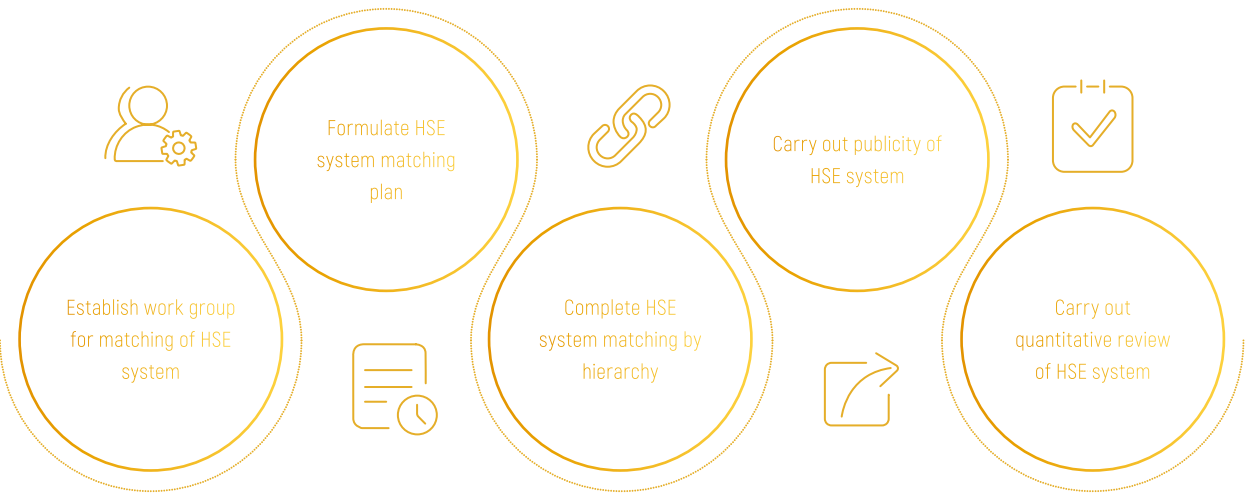 Establish work group
for matching of HSE
system
Formulate HSE
system matching
plan
Complete HSE
system matching by
hierarchy
Carry out publicity of
HSE system
Carry out
quantitative review
of HSE system